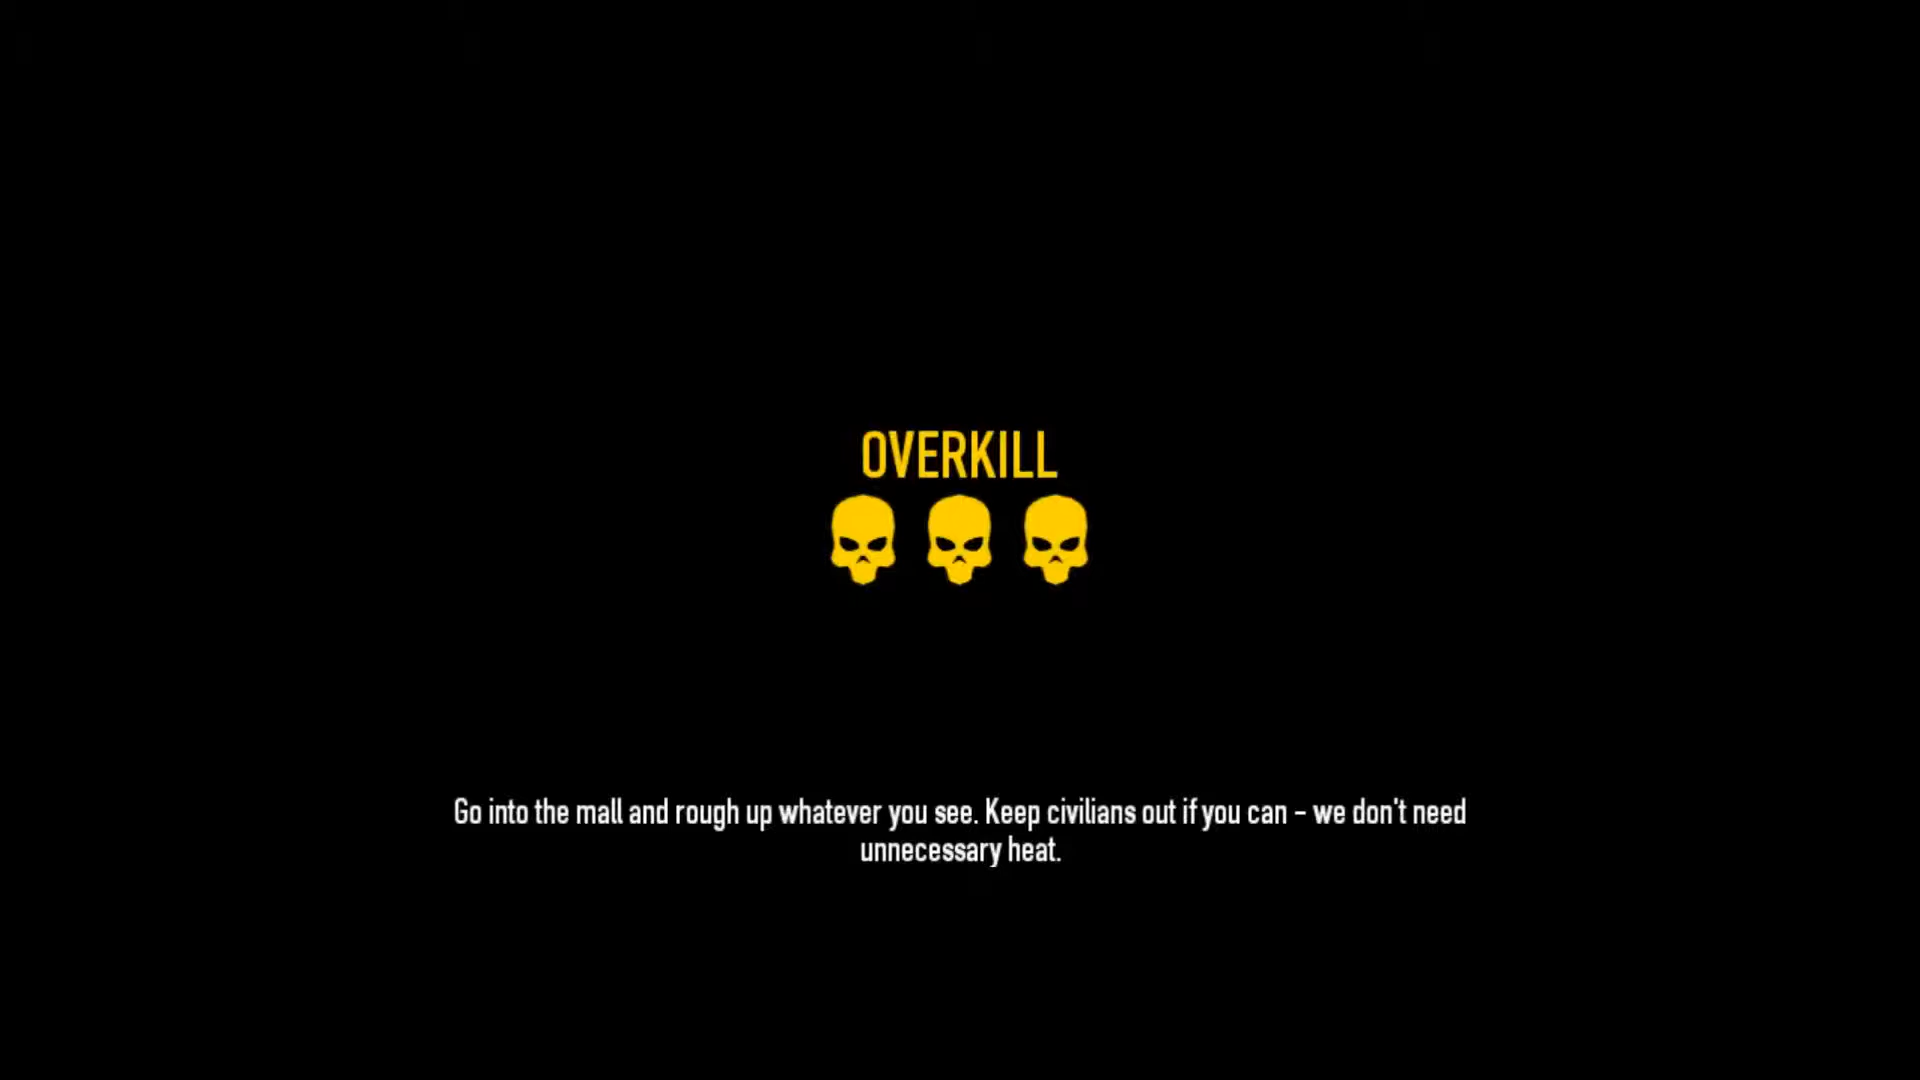 OVERKILL
Go into the mall and rough up whatever you see. Keep civilians out if you can - we don't need
unnecessary heat.